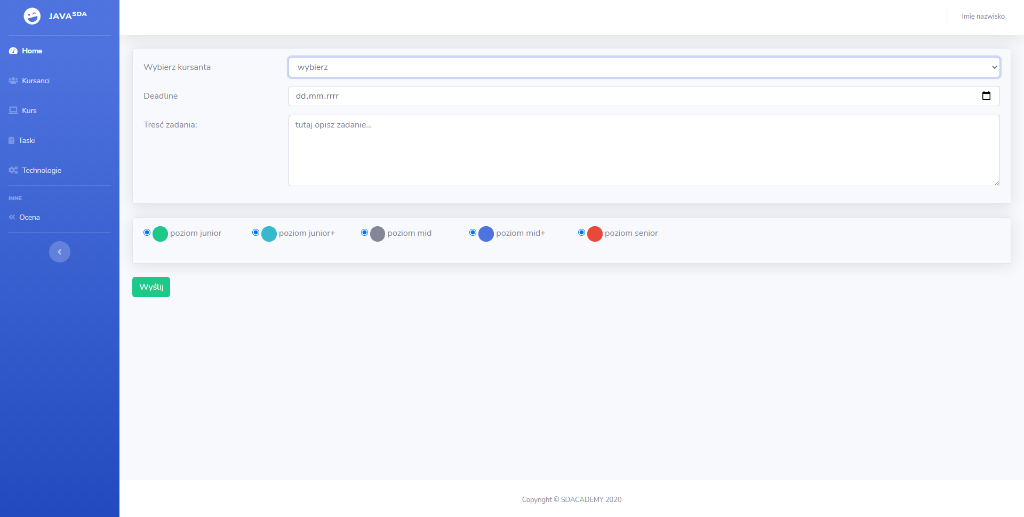 JAVA SDA
Imię nazwisko
Home
Kursanci
Kurs
Taski
Technologie
INNE
Ocena
Wybierz kursanta
wybierz
Deadline
dd.mm.rrrr
Treść zadania:
tutaj opisz zadanie...
poziom junior
poziom junior+
poziom mid
poziom mid+
poziom senior
Wyślij
Copyright © SDACADEMY 2020